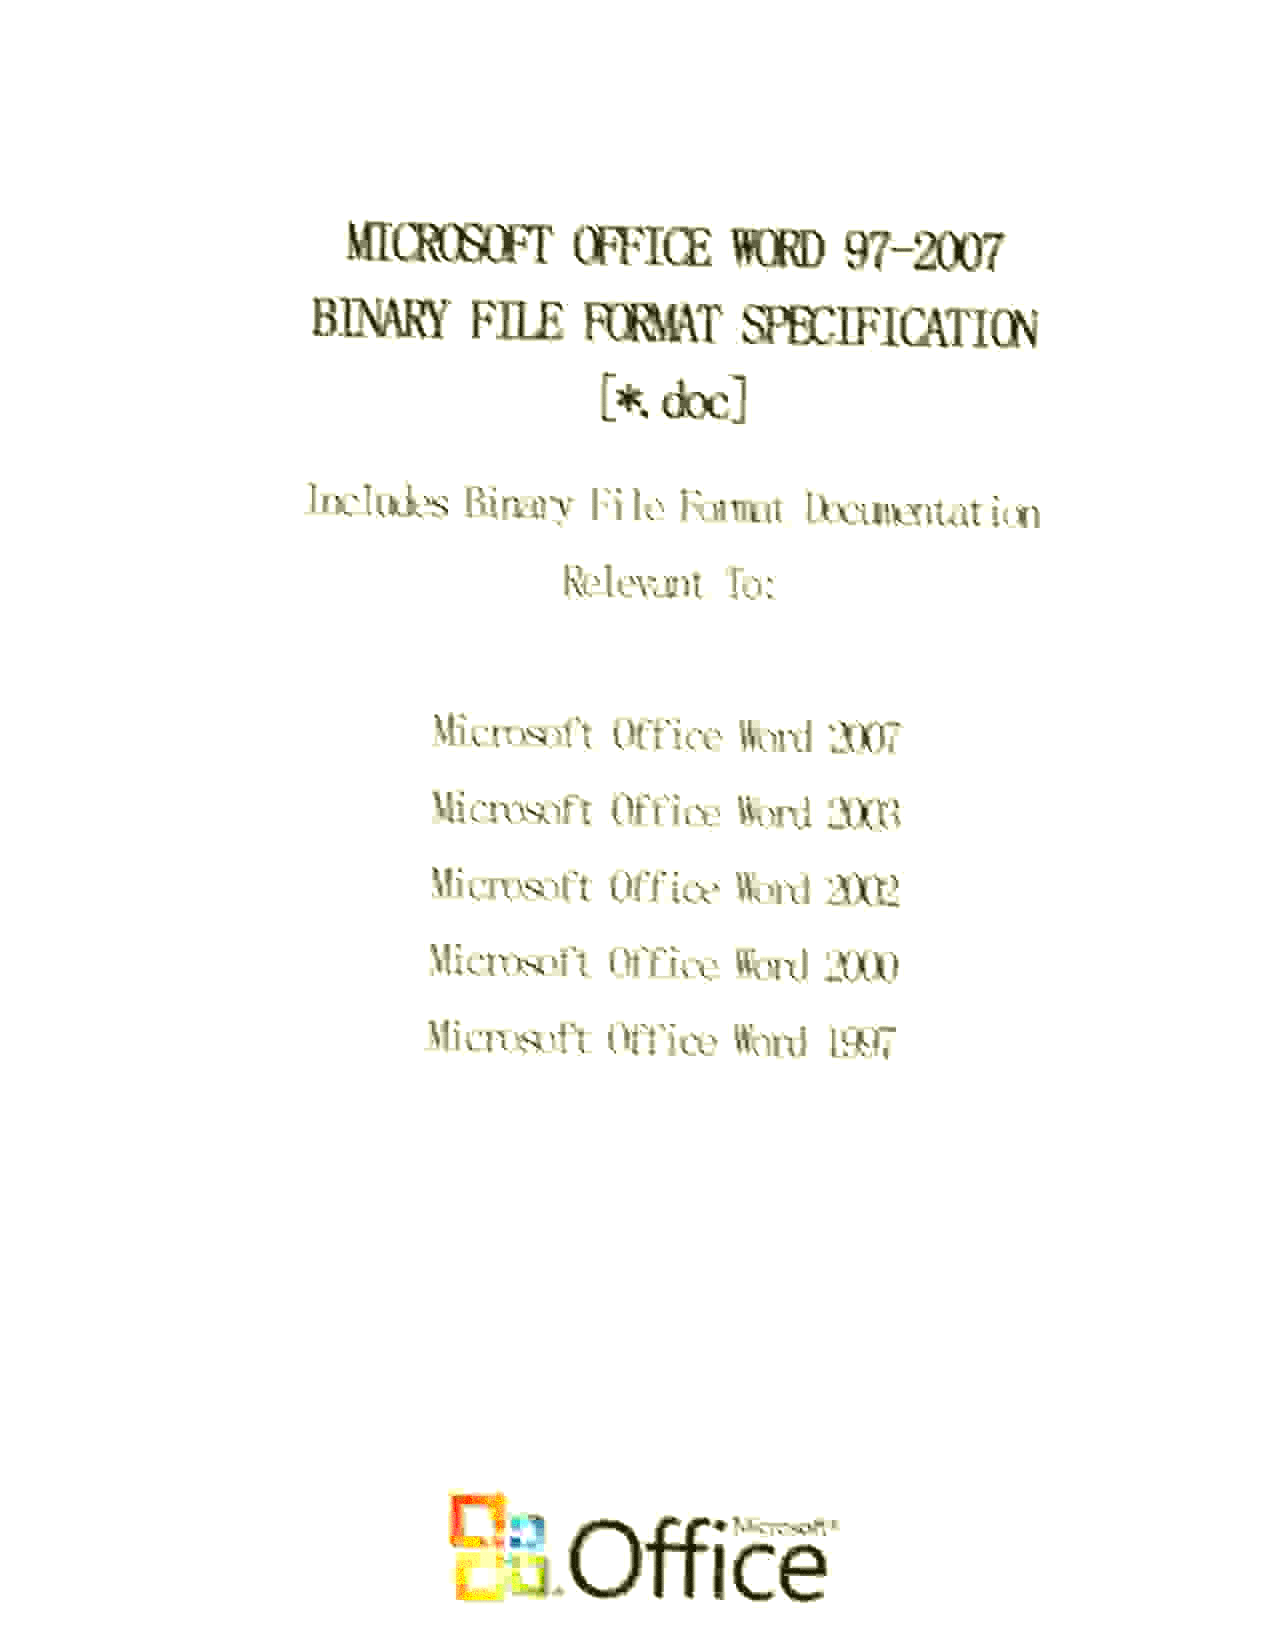 MICROSOFT OFFICE WORD 97-2007
BINARY FILE FORMAT SPECIFICATION
[*.doc]
Includes Binary File Format Documentation
Relevant To:
Microsoft Office Word 2007
Microsoft Office Word 2003
Microsoft Office Word 2002
Microsoft Office Word 2000
Microsoft Office Word 1997
Microsoft®
Office